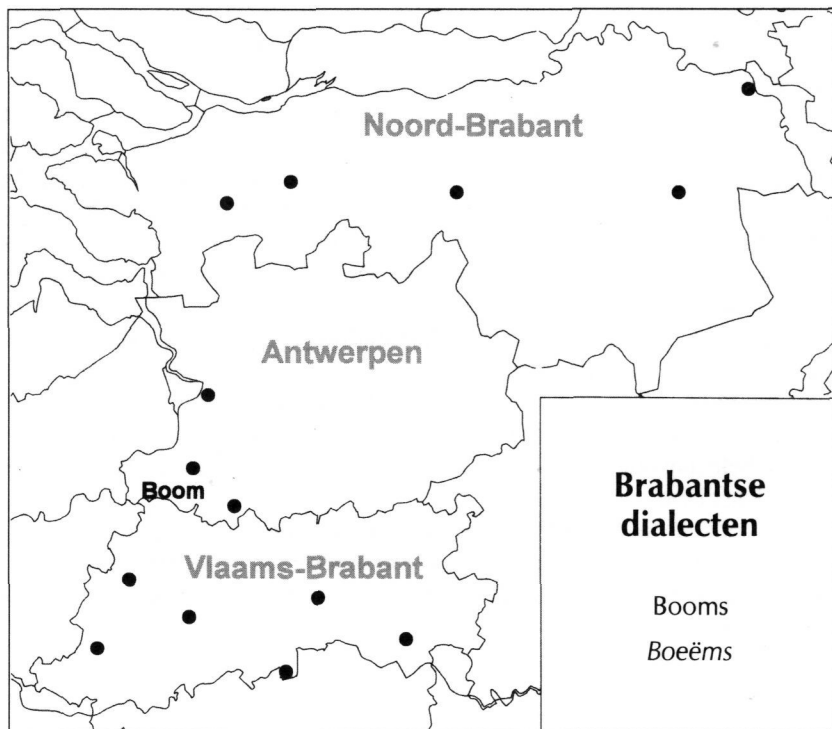 Noord-Brabant
Antwerpen
Boom
Vlaams-Brabant
Brabantse
dialecten
Booms
Boeëms